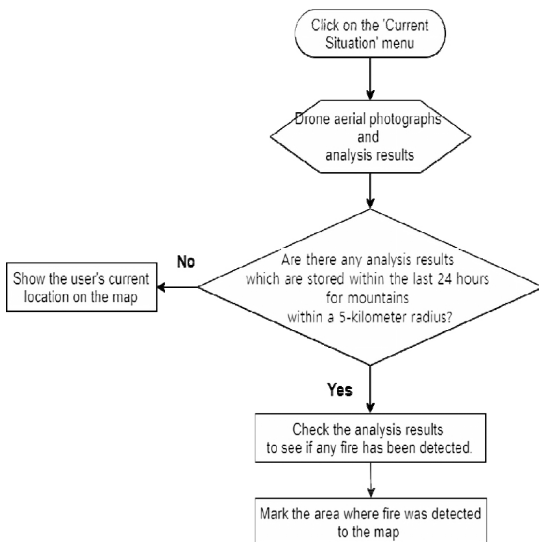 Click on the 'Current
Situation' menu
Drone aerial photographs
and
analysis results
Are there any analysis results
which are stored within the last 24 hours
for mountains
within a 5-kilometer radius?
No
Show the user's current
location on the map
Yes
Check the analysis results
to see if any fire has been detected.
Mark the area where fire was detected
to the map